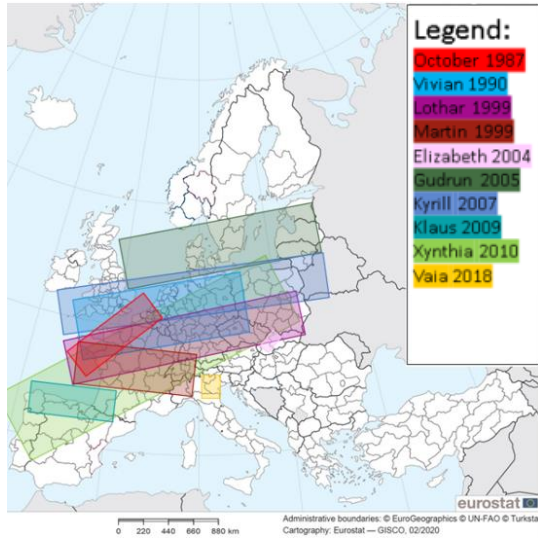 Legend:
October 1987
Vivian 1990
Lothar 1999
Martin 1999
Elizabeth 2004
Gudrun 2005
Kyrill 2007
Klaus 2009
Xynthia 2010
Vaia 2018
eurostat
Administrative boundaries: © EuroGeographics © UN-FAO © Turksta
Cartography: Eurostat — GISCO, 02/2020
0 220 440 660 880 km